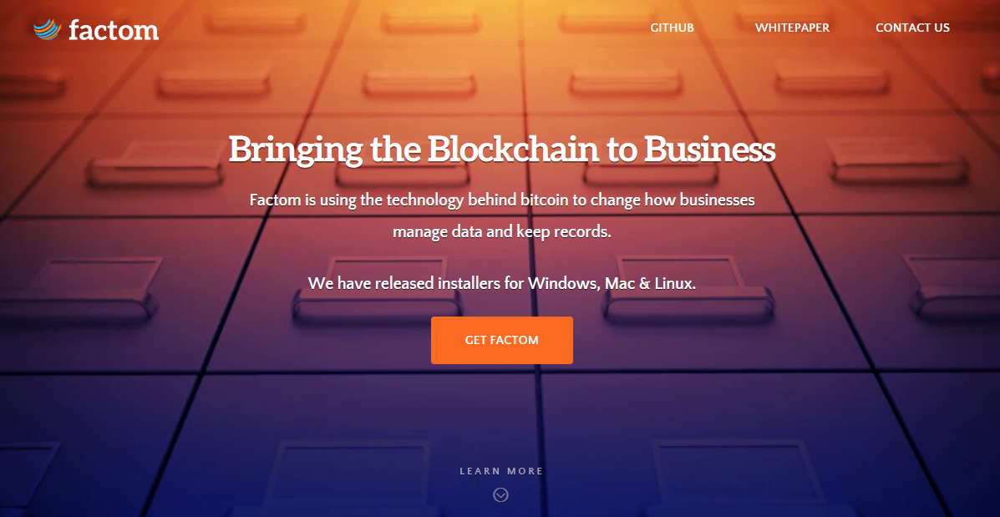 factom
GITHUB
WHITEPAPER
CONTACT US
Bringing the Blockchain to Business
Factom is using the technology behind bitcoin to change how businesses
manage data and keep records.
We have released installers for Windows, Mac & Linux.
GET FACTOM
LEARN MORE